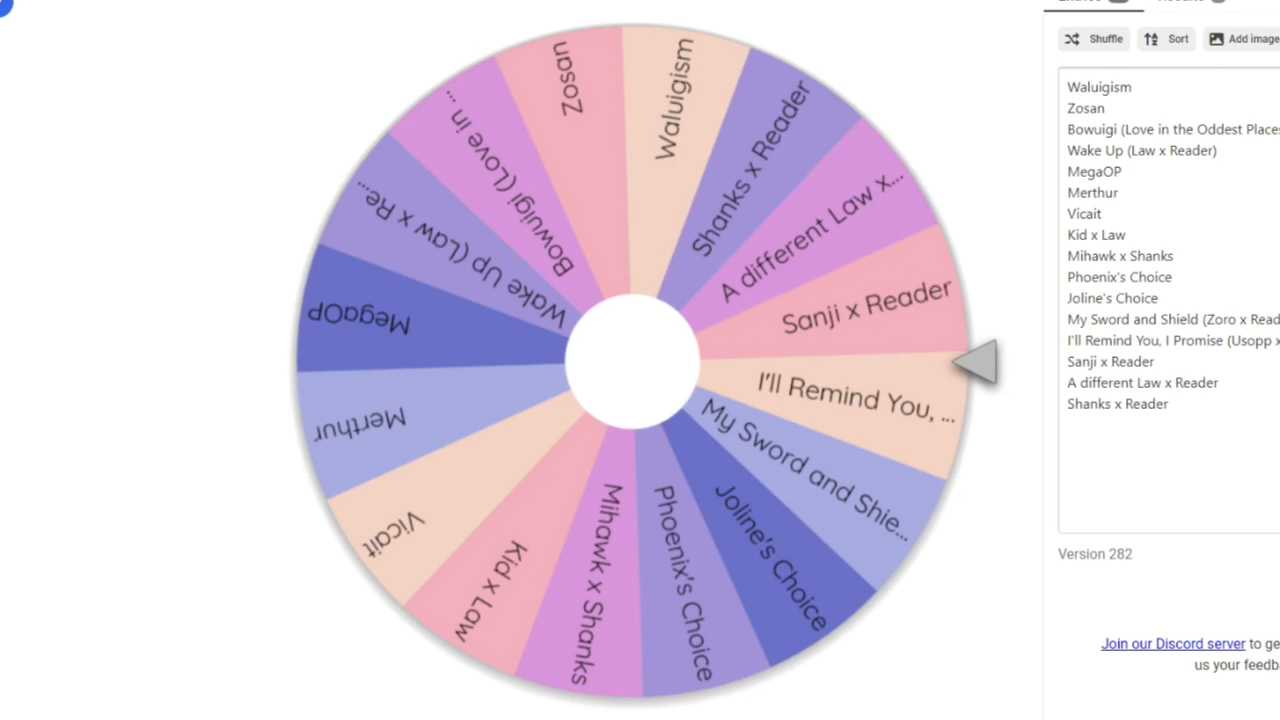 Shuffle
Sort
Add image
Waluigism
Zosan
Bowuigi (Love in the Oddest Place
Wake Up (Law x Reader)
MegaOP
Merthur
Vicait
Kid x Law
Mihawk x Shanks
Phoenix's Choice
Joline's Choice
My Sword and Shield (Zoro x Read
I'll Remind You, I Promise (Usopp x
Sanji x Reader
A different Law x Reader
Shanks x Reader
Version 282
Join our Discord server to ge
us your feedb
Waluigism
Shanks x Reader
A different Law x...
Sanji x Reader
I'll Remind You, ...
My Sword and Shie...
Joline's Choice
Phoenix's Choice
Mihawk x Shanks
Kid x Law
Vicait
Merthur
MegaOP
Wake Up (Law x Re...
Bowuigi (Love in ...
Zosan